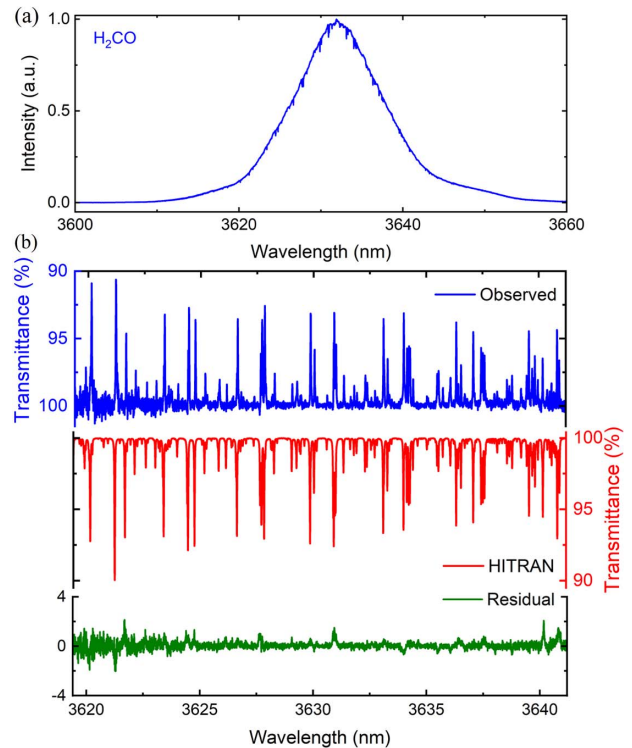 (a)
H₂CO
1.0
0.5
0.0
Intensity (a.u.)
3600 3620 3640 3660
Wavelength (nm)
(b)
90
95
100
Transmittance (%)
Observed
100
95
90
Transmittance (%)
HITRAN
4
0
-4
Residual
3620 3625 3630 3635 3640
Wavelength (nm)